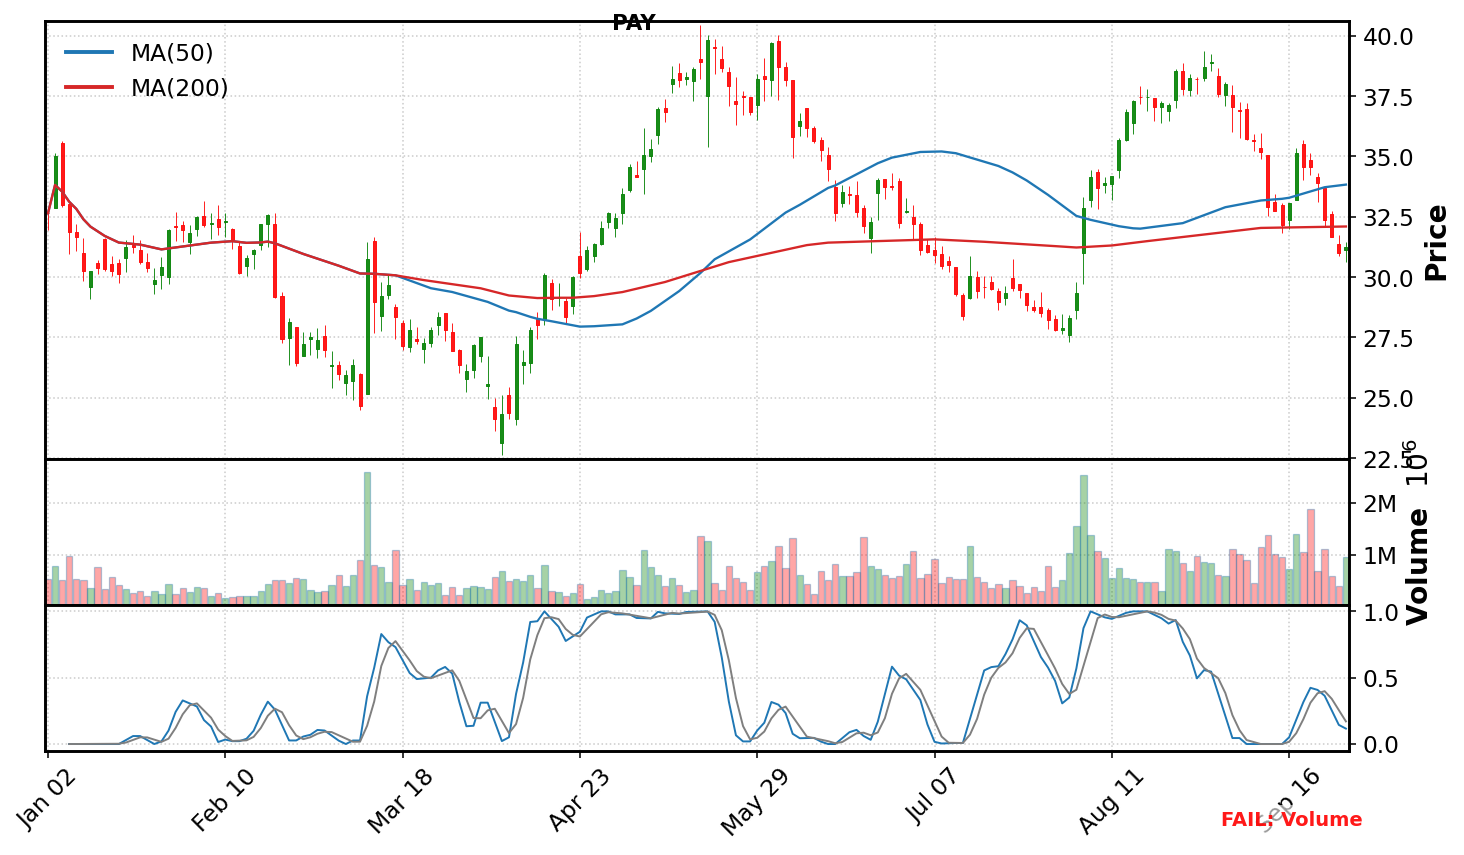 PAY
MA(50)
MA(200)
40.0
37.5
35.0
32.5
30.0
27.5
25.0
22.5
Price
10^6
2M
1M
Volume
1.0
0.5
0.0
Jan 02
Feb 10
Mar 18
Apr 23
May 29
Jul 07
Aug 11
Sep 16
FAIL: Volume